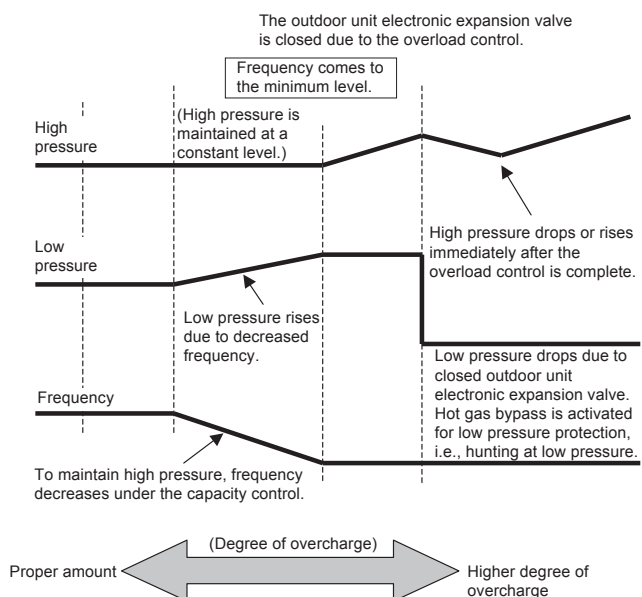 The outdoor unit electronic expansion valve
is closed due to the overload control.
Frequency comes to
the minimum level.
(High pressure is
maintained at a
constant level.)
High
pressure
High pressure drops or rises
immediately after the
overload control is complete.
Low
pressure
Low pressure rises
due to decreased
frequency.
Low pressure drops due to
closed outdoor unit
electronic expansion valve.
Hot gas bypass is activated
for low pressure protection,
i.e., hunting at low pressure.
Frequency
To maintain high pressure, frequency
decreases under the capacity control.
(Degree of overcharge)
Proper amount
Higher degree of
overcharge